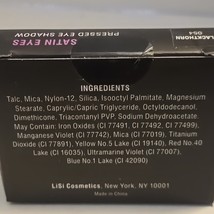 BLACKTHORN
054
SATIN EYES
PRESSED EYE SHADOW
INGREDIENTS
Talc, Mica, Nylon-12, Silica, Isooctyl Palmitate, Magnesium
Stearate, Caprylic/Capric Triglyceride, Octyldodecanol,
Dimethicone, Triacontanyl PVP, Sodium Dehydroacetate.
May Contain: Iron Oxides (CI 77491, CI 77492, CI 77499),
Manganese Violet (CI 77742), Mica (CI 77019), Titanium
Dioxide (CI 77891), Yellow No.5 Lake (CI 19140), Red No.40
Lake (CI 16035), Ultramarine Violet (CI 77007),
Blue No.1 Lake (CI 42090)
LiSi Cosmetics, New York, NY 10001
Made in China